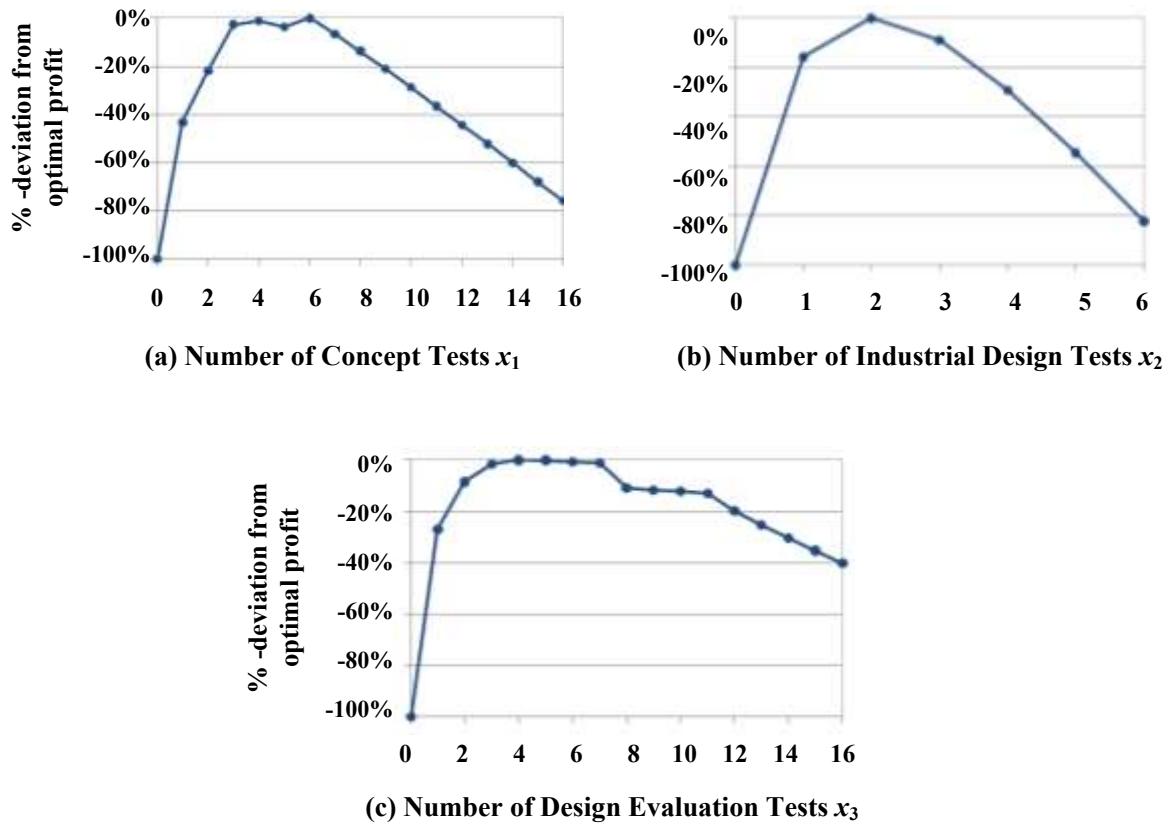 % -deviation from
optimal profit
0%
-20%
-40%
-60%
-80%
-100%
0 2 4 6 8 10 12 14 16
(a) Number of Concept Tests x1
0%
-20%
-40%
-60%
-80%
-100%
0 1 2 3 4 5 6
(b) Number of Industrial Design Tests x2
% -deviation from
optimal profit
0%
-20%
-40%
-60%
-80%
-100%
0 2 4 6 8 10 12 14 16
(c) Number of Design Evaluation Tests x3